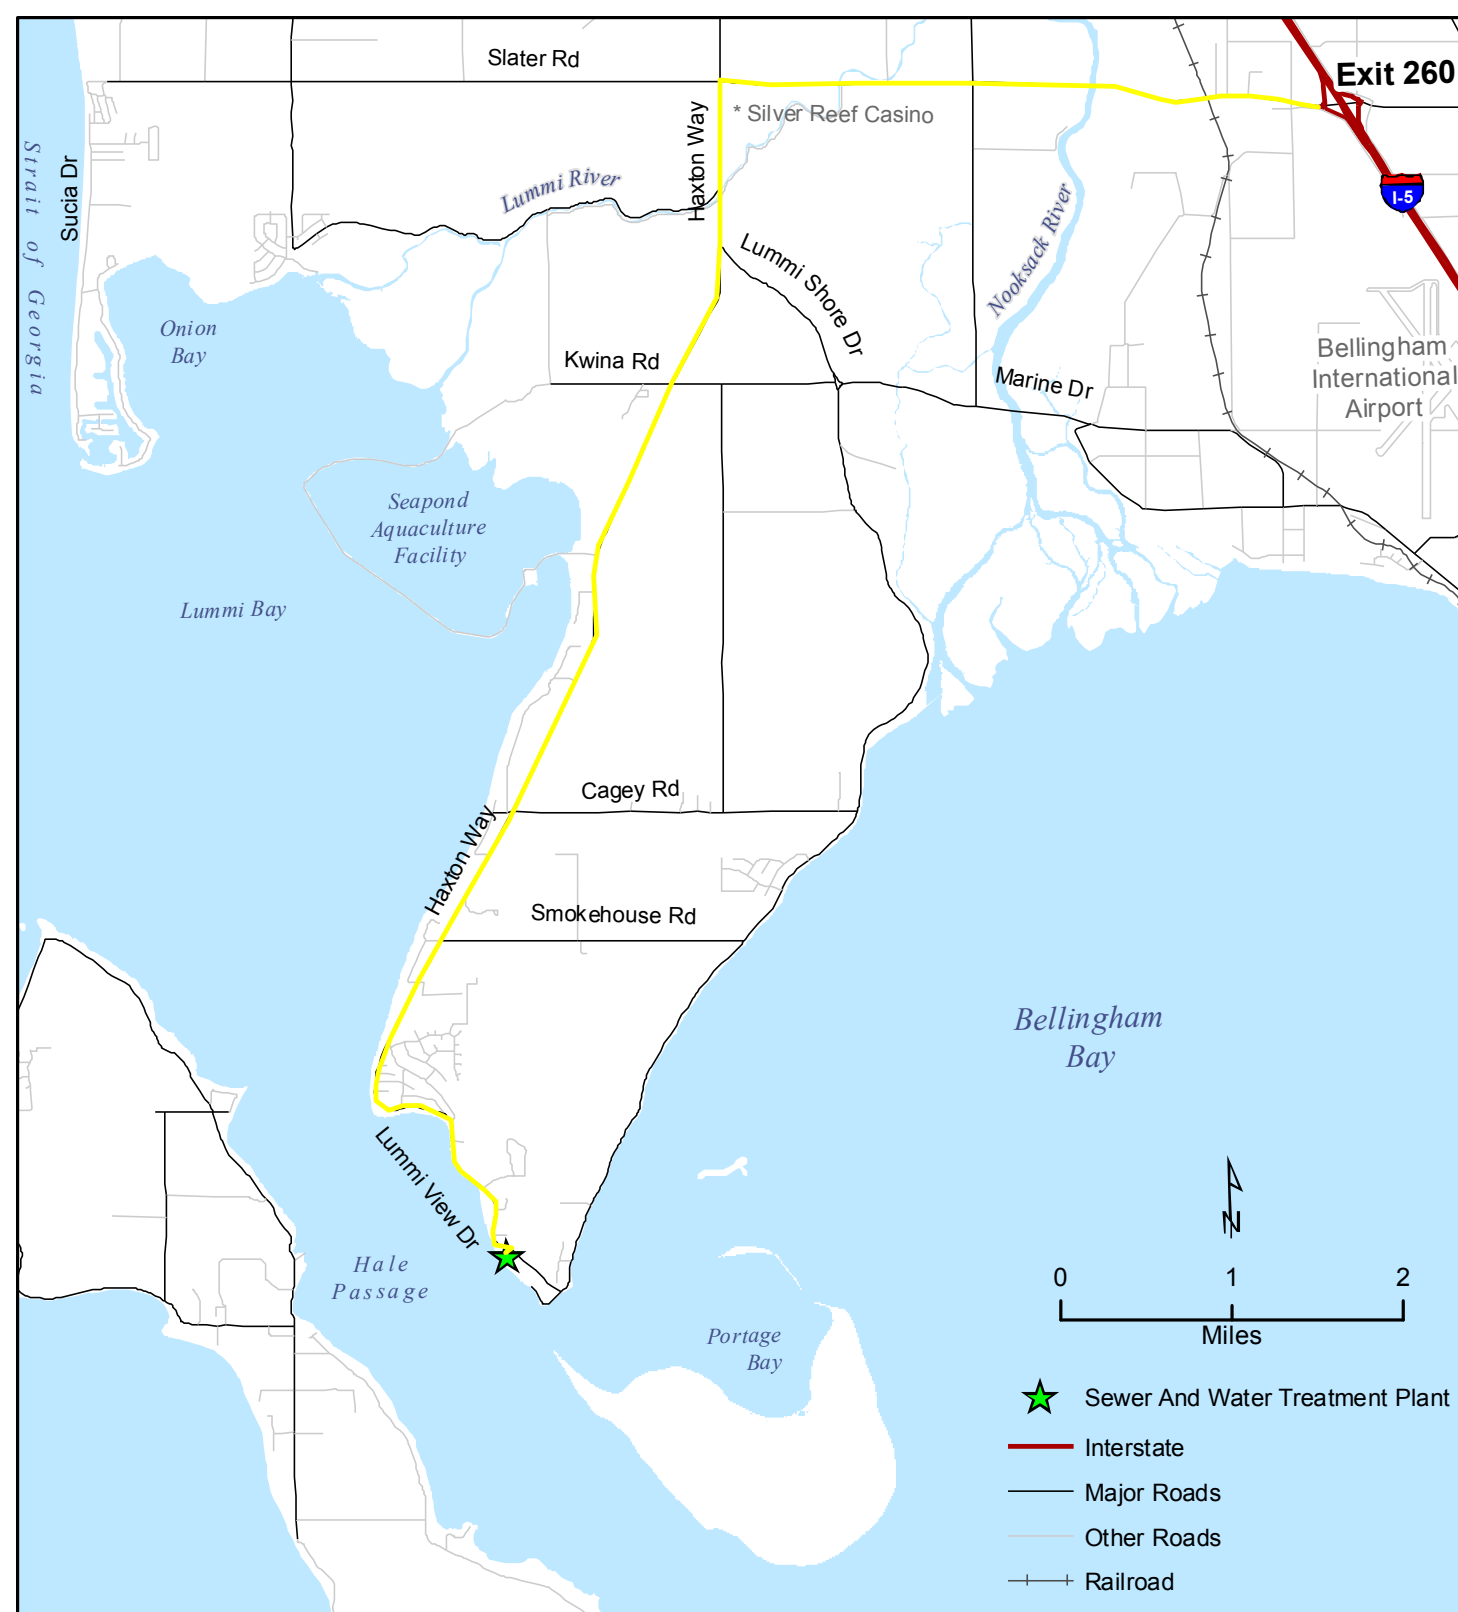 Slater Rd
Exit 260
* Silver Reef Casino
Haxton Way
Strait of Georgia
Sucia Dr
Lummi River
I-5
Nooksack River
Lummi Shore Dr
Onion
Bay
Kwina Rd
Marine Dr
Bellingham
International
Airport
Seapond
Aquaculture
Facility
Lummi Bay
Cagey Rd
Haxton Way
Smokehouse Rd
Bellingham
Bay
Lummi View Dr
N
Hale
Passage
0 1 2
Miles
Portage
Bay
Sewer And Water Treatment Plant
Interstate
Major Roads
Other Roads
Railroad